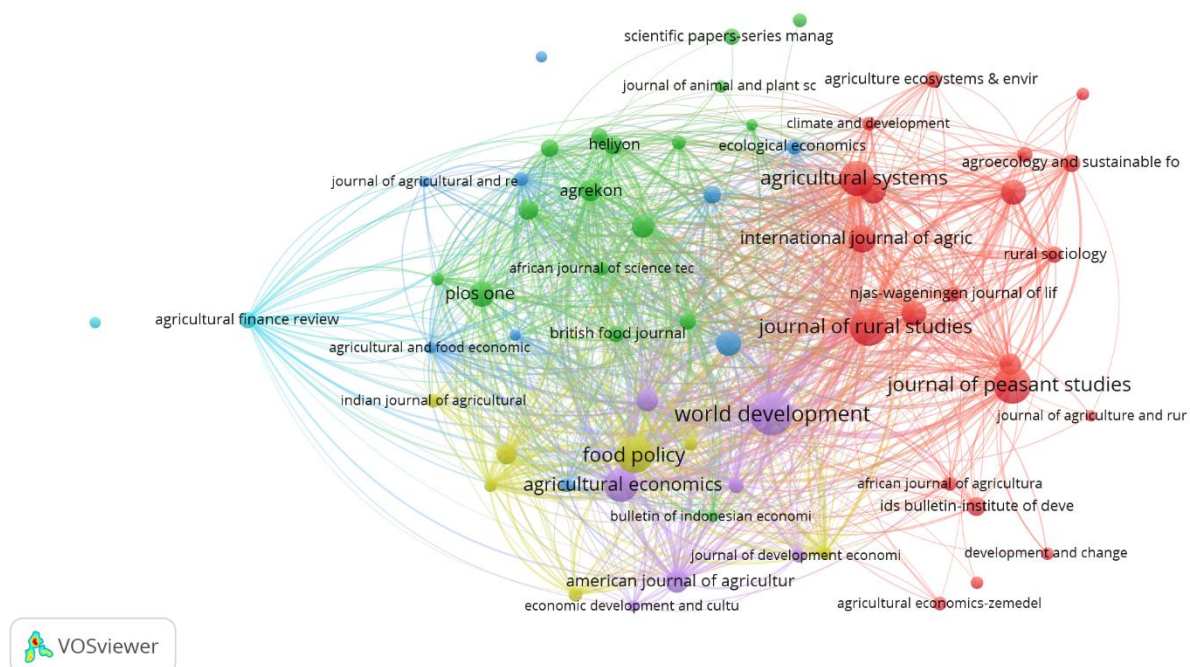 scientific papers-series manag
agriculture ecosystems & envir
journal of animal and plant sc
climate and development
heliyon
ecological economics
agroecology and sustainable fo
journal of agricultural and re
agrekon
agricultural systems
international journal of agric
rural sociology
african journal of science tec
plos one
njas-wageningen journal of lif
agricultural finance review
british food journal
journal of rural studies
agricultural and food economic
journal of peasant studies
indian journal of agricultural
world development
journal of agriculture and rur
food policy
agricultural economics
african journal of agricultura
ids bulletin-institute of deve
bulletin of indonesian economi
journal of development economi
development and change
american journal of agricultur
economic development and cultu
agricultural economics-zemedel
VOSviewer